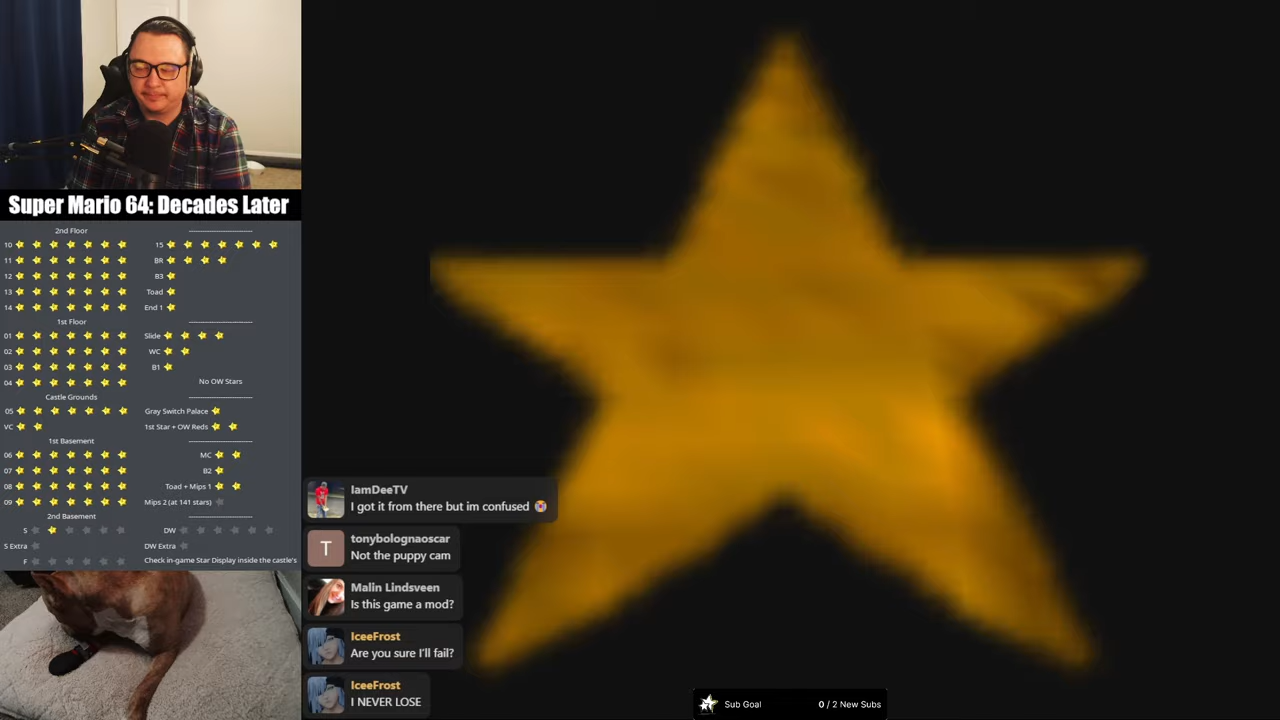 Super Mario 64: Decades Later
2nd Floor
10
15
11
BR
12
B3
13
Toad
14
End 1
1st Floor
01
Slide
02
WC
03
B1
04
No OW Stars
Castle Grounds
05
Gray Switch Palace
VC
1st Star + OW Reds
1st Basement
06
MC
07
B2
08
Toad + Mips 1
09
Mips 2 (at 141 stars)
2nd Basement
S
DW
S Extra
DW Extra
F
Check in-game Star Display inside the castle's
IamDeeTV
I got it from there but im confused
T
tonybolognaoscar
Not the puppy cam
Malin Lindsveen
Is this game a mod?
IceeFrost
Are you sure I'll fail?
IceeFrost
I NEVER LOSE
Sub Goal
0 / 2 New Subs